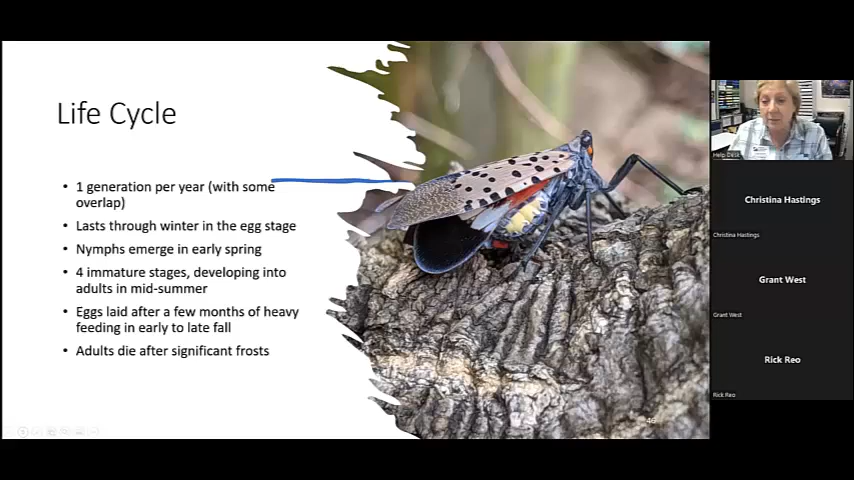 Life Cycle
• 1 generation per year (with some
overlap)
• Lasts through winter in the egg stage
• Nymphs emerge in early spring
• 4 immature stages, developing into
adults in mid-summer
• Eggs laid after a few months of heavy
feeding in early to late fall
• Adults die after significant frosts
46
Help Desk
Christina Hastings
Christina Hastings
Grant West
Grant West
Rick Reo
Rick Reo